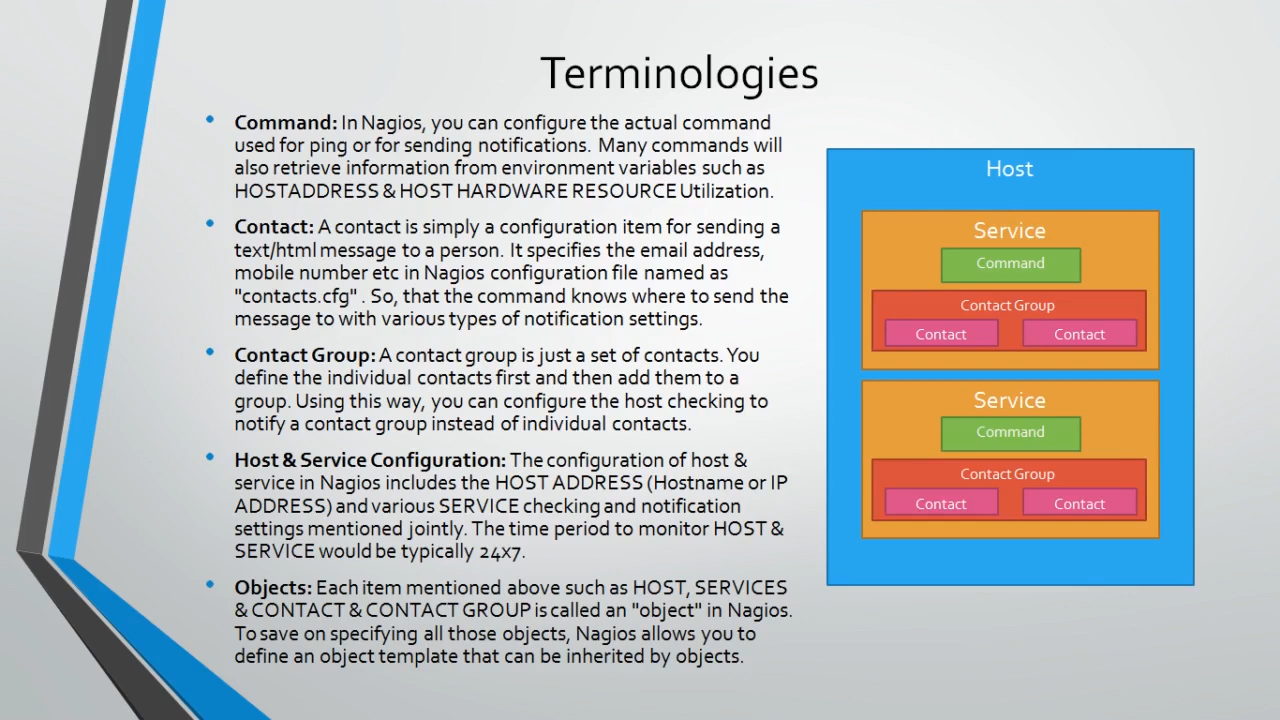 Terminologies
• Command: In Nagios, you can configure the actual command
used for ping or for sending notifications. Many commands will
also retrieve information from environment variables such as
HOSTADDRESS & HOST HARDWARE RESOURCE Utilization.
• Contact: A contact is simply a configuration item for sending a
text/html message to a person. It specifies the email address,
mobile number etc in Nagios configuration file named as
"contacts.cfg" . So, that the command knows where to send the
message to with various types of notification settings.
• Contact Group: A contact group is just a set of contacts. You
define the individual contacts first and then add them to a
group. Using this way, you can configure the host checking to
notify a contact group instead of individual contacts.
• Host & Service Configuration: The configuration of host &
service in Nagios includes the HOST ADDRESS (Hostname or IP
ADDRESS) and various SERVICE checking and notification
settings mentioned jointly. The time period to monitor HOST &
SERVICE would be typically 24x7.
• Objects: Each item mentioned above such as HOST, SERVICES
& CONTACT & CONTACT GROUP is called an "object" in Nagios.
To save on specifying all those objects, Nagios allows you to
define an object template that can be inherited by objects.
Host
Service
Command
Contact Group
Contact Contact
Service
Command
Contact Group
Contact Contact